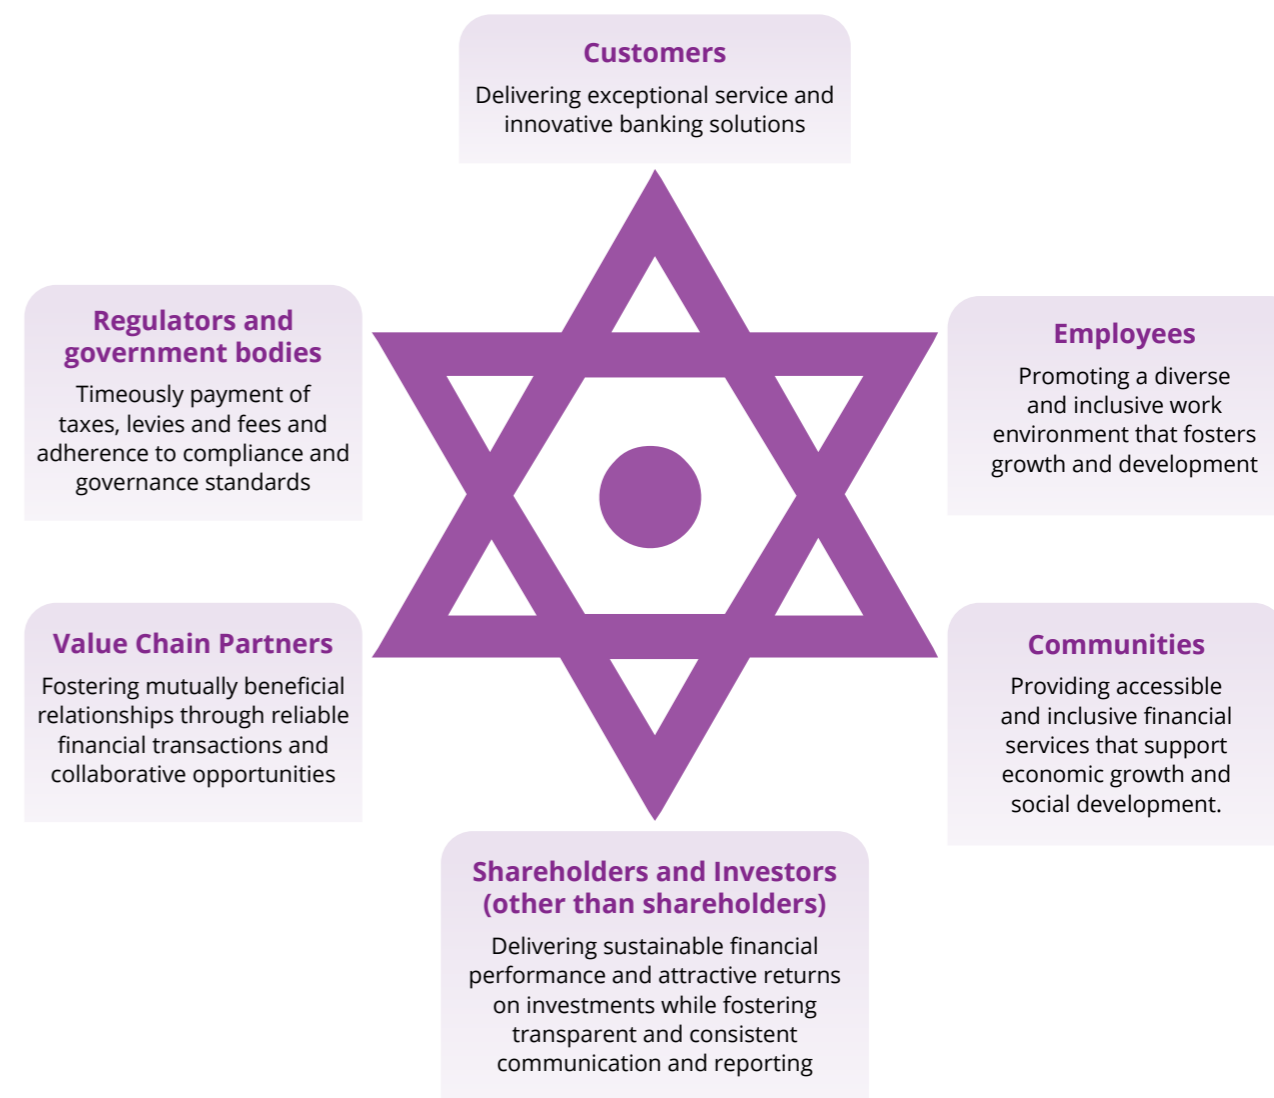 Customers
Delivering exceptional service and
innovative banking solutions
Regulators and
government bodies
Timeously payment of
taxes, levies and fees and
adherence to compliance and
governance standards
Employees
Promoting a diverse
and inclusive work
environment that fosters
growth and development
Value Chain Partners
Fostering mutually beneficial
relationships through reliable
financial transactions and
collaborative opportunities
Communities
Providing accessible
and inclusive financial
services that support
economic growth and
social development.
Shareholders and Investors
(other than shareholders)
Delivering sustainable financial
performance and attractive returns
on investments while fostering
transparent and consistent
communication and reporting